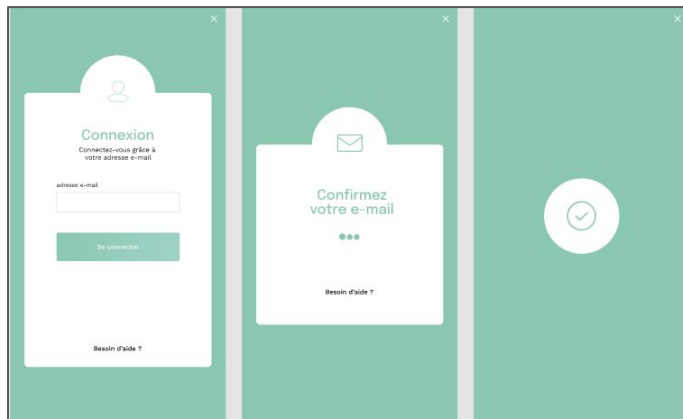 Connexion
Connectez-vous grâce à
votre adresse e-mail
adresse e-mail
Se connecter
Besoin d'aide ?
Confirmez
votre e-mail
Besoin d'aide ?